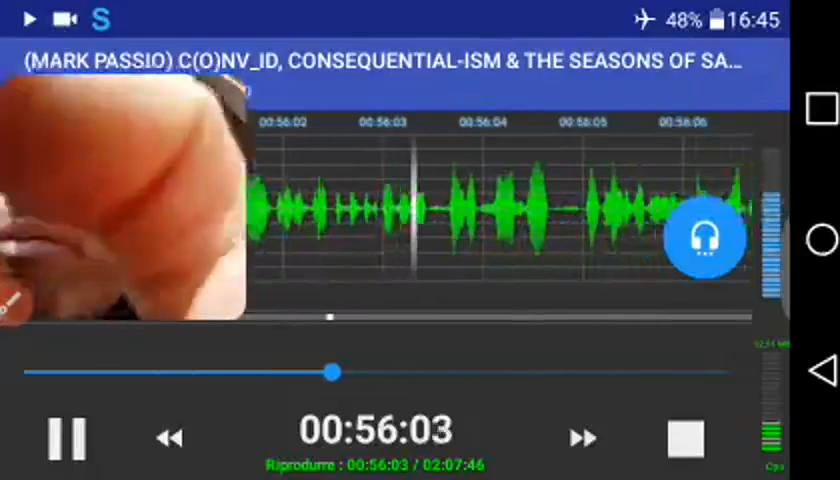 S 48% 16:45
(MARK PASSIO) C(O)NV_ID, CONSEQUENTIAL-ISM & THE SEASONS OF SA...
00:56:02 00:56:03 00:56:04 00:56:05 00:56:06
00:56:03
Riprodurre : 00:56:03 / 02:07:46
Cpu